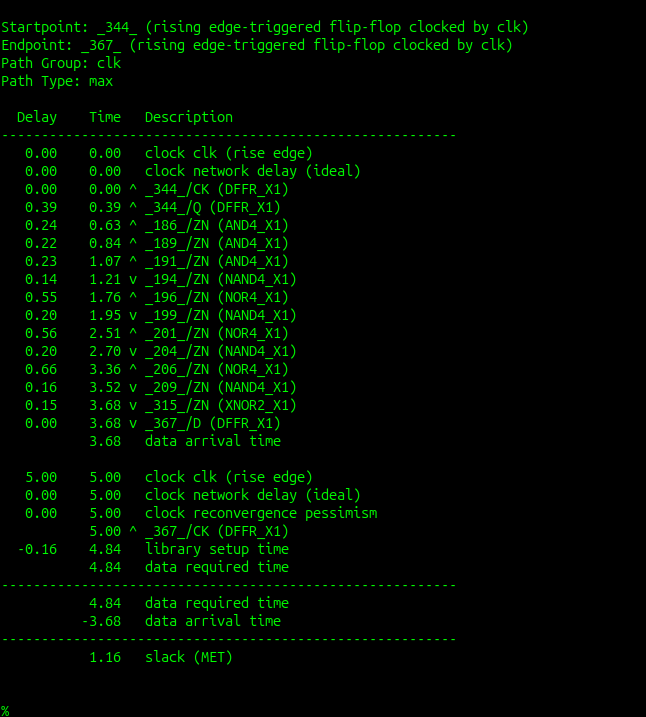 Startpoint: _344_ (rising edge-triggered flip-flop clocked by clk)
Endpoint: _367_ (rising edge-triggered flip-flop clocked by clk)
Path Group: clk
Path Type: max
  Delay    Time   Description
---------------------------------------------------------
   0.00    0.00   clock clk (rise edge)
   0.00    0.00   clock network delay (ideal)
   0.00    0.00 ^ _344_/CK (DFFR_X1)
   0.39    0.39 ^ _344_/Q (DFFR_X1)
   0.24    0.63 ^ _186_/ZN (AND4_X1)
   0.22    0.84 ^ _189_/ZN (AND4_X1)
   0.23    1.07 ^ _191_/ZN (AND4_X1)
   0.14    1.21 v _194_/ZN (NAND4_X1)
   0.55    1.76 ^ _196_/ZN (NOR4_X1)
   0.20    1.95 v _199_/ZN (NAND4_X1)
   0.56    2.51 ^ _201_/ZN (NOR4_X1)
   0.20    2.70 v _204_/ZN (NAND4_X1)
   0.66    3.36 ^ _206_/ZN (NOR4_X1)
   0.16    3.52 v _209_/ZN (NAND4_X1)
   0.15    3.68 v _315_/ZN (XNOR2_X1)
   0.00    3.68 v _367_/D (DFFR_X1)
           3.68   data arrival time
   5.00    5.00   clock clk (rise edge)
   0.00    5.00   clock network delay (ideal)
   0.00    5.00   clock reconvergence pessimism
           5.00 ^ _367_/CK (DFFR_X1)
  -0.16    4.84   library setup time
           4.84   data required time
---------------------------------------------------------
           4.84   data required time
          -3.68   data arrival time
---------------------------------------------------------
           1.16   slack (MET)
%